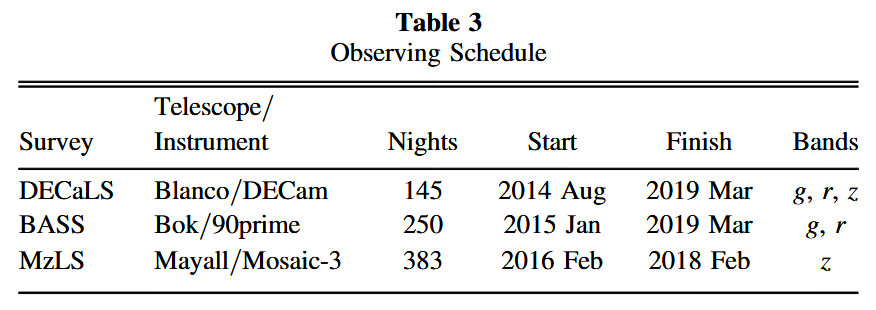 Table 3
Observing Schedule
Telescope/
Survey Instrument Nights Start Finish Bands
DECaLS Blanco/DECam 145 2014 Aug 2019 Mar g, r, z
BASS Bok/90prime 250 2015 Jan 2019 Mar g, r
MzLS Mayall/Mosaic-3 383 2016 Feb 2018 Feb z